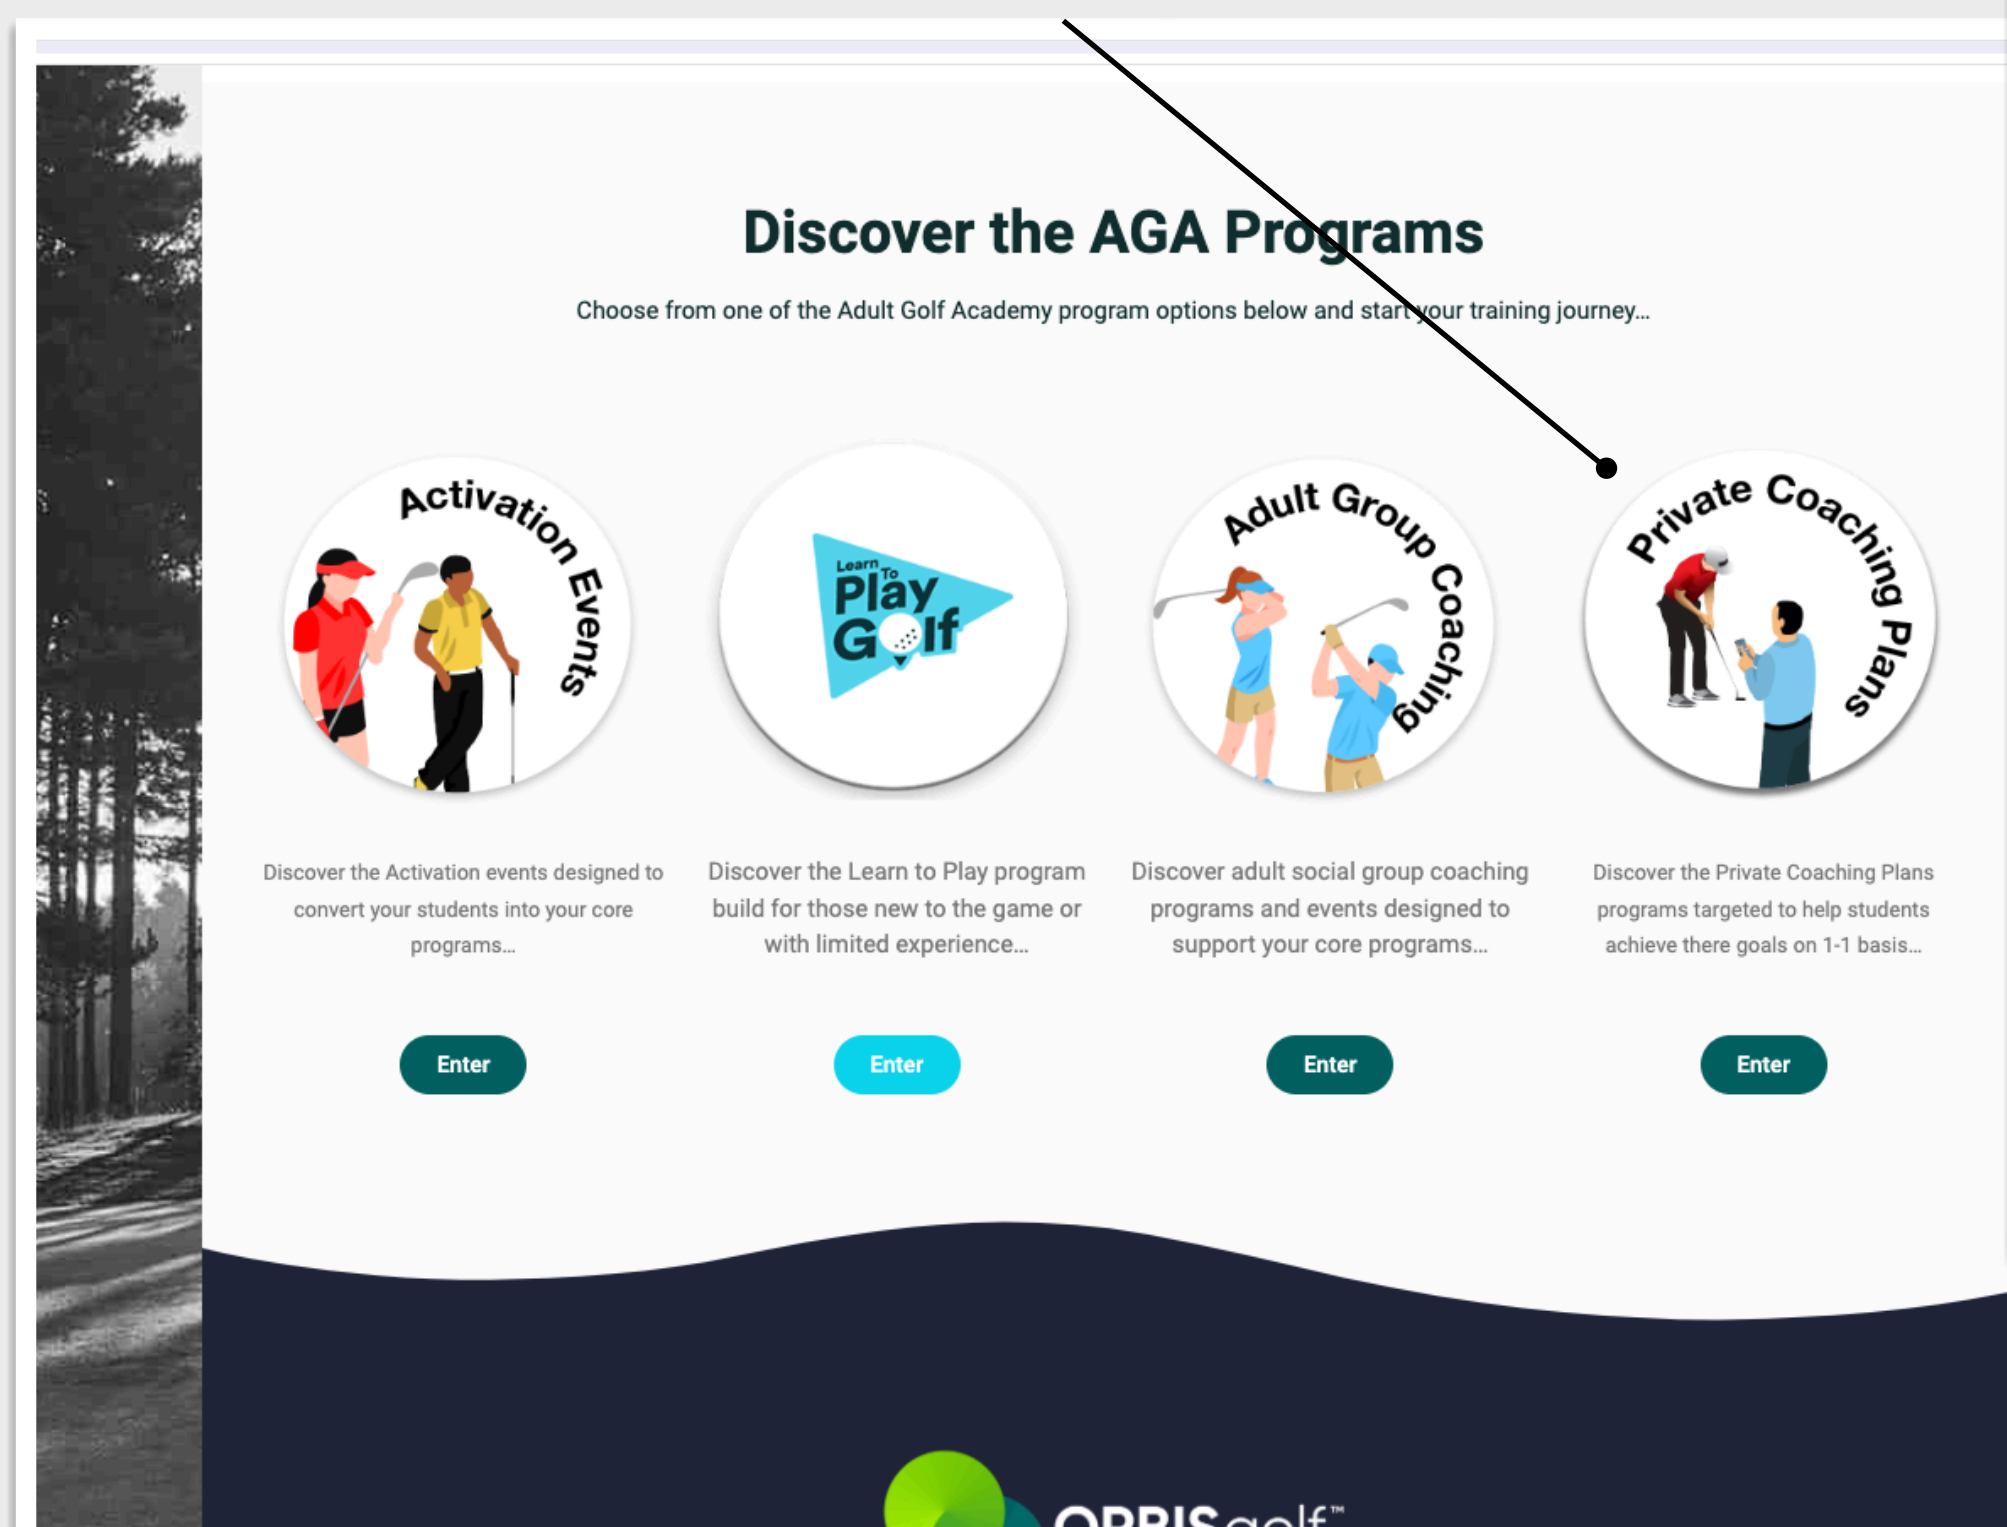 Discover the AGA Programs
Choose from one of the Adult Golf Academy program options below and start your training journey...
Activation Events
Learn To
Play
Golf
Adult Group Coaching
Private Coaching Plans
Discover the Activation events designed to
convert your students into your core
programs...
Discover the Learn to Play program
build for those new to the game or
with limited experience...
Discover adult social group coaching
programs and events designed to
support your core programs...
Discover the Private Coaching Plans
programs targeted to help students
achieve there goals on 1-1 basis...
Enter
Enter
Enter
Enter
ORBISgolf™